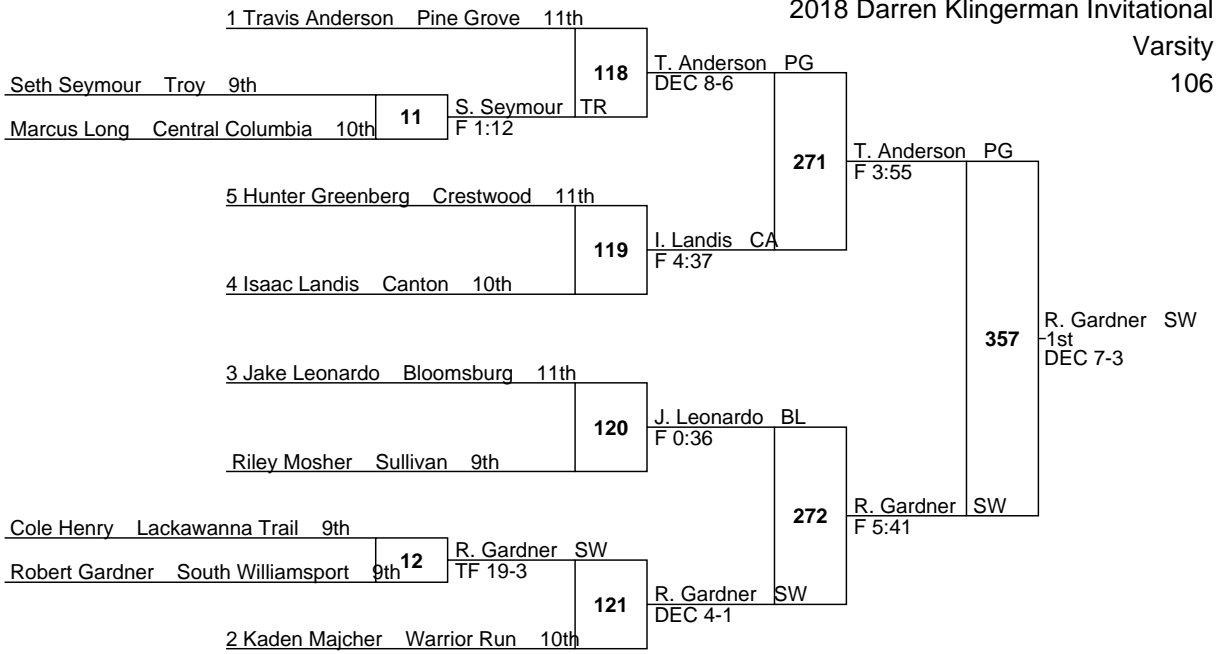 2018 Darren Klingerman Invitational
Varsity
106
1 Travis Anderson Pine Grove 11th
118
T. Anderson PG
DEC 8-6
Seth Seymour Troy 9th
11
S. Seymour TR
F 1:12
Marcus Long Central Columbia 10th
271
T. Anderson PG
F 3:55
5 Hunter Greenberg Crestwood 11th
119
I. Landis CA
F 4:37
4 Isaac Landis Canton 10th
357
R. Gardner SW
1st
DEC 7-3
3 Jake Leonardo Bloomsburg 11th
120
J. Leonardo BL
F 0:36
Riley Mosher Sullivan 9th
272
R. Gardner SW
F 5:41
Cole Henry Lackawanna Trail 9th
12
R. Gardner SW
TF 19-3
Robert Gardner South Williamsport 9th
121
R. Gardner SW
DEC 4-1
2 Kaden Majcher Warrior Run 10th